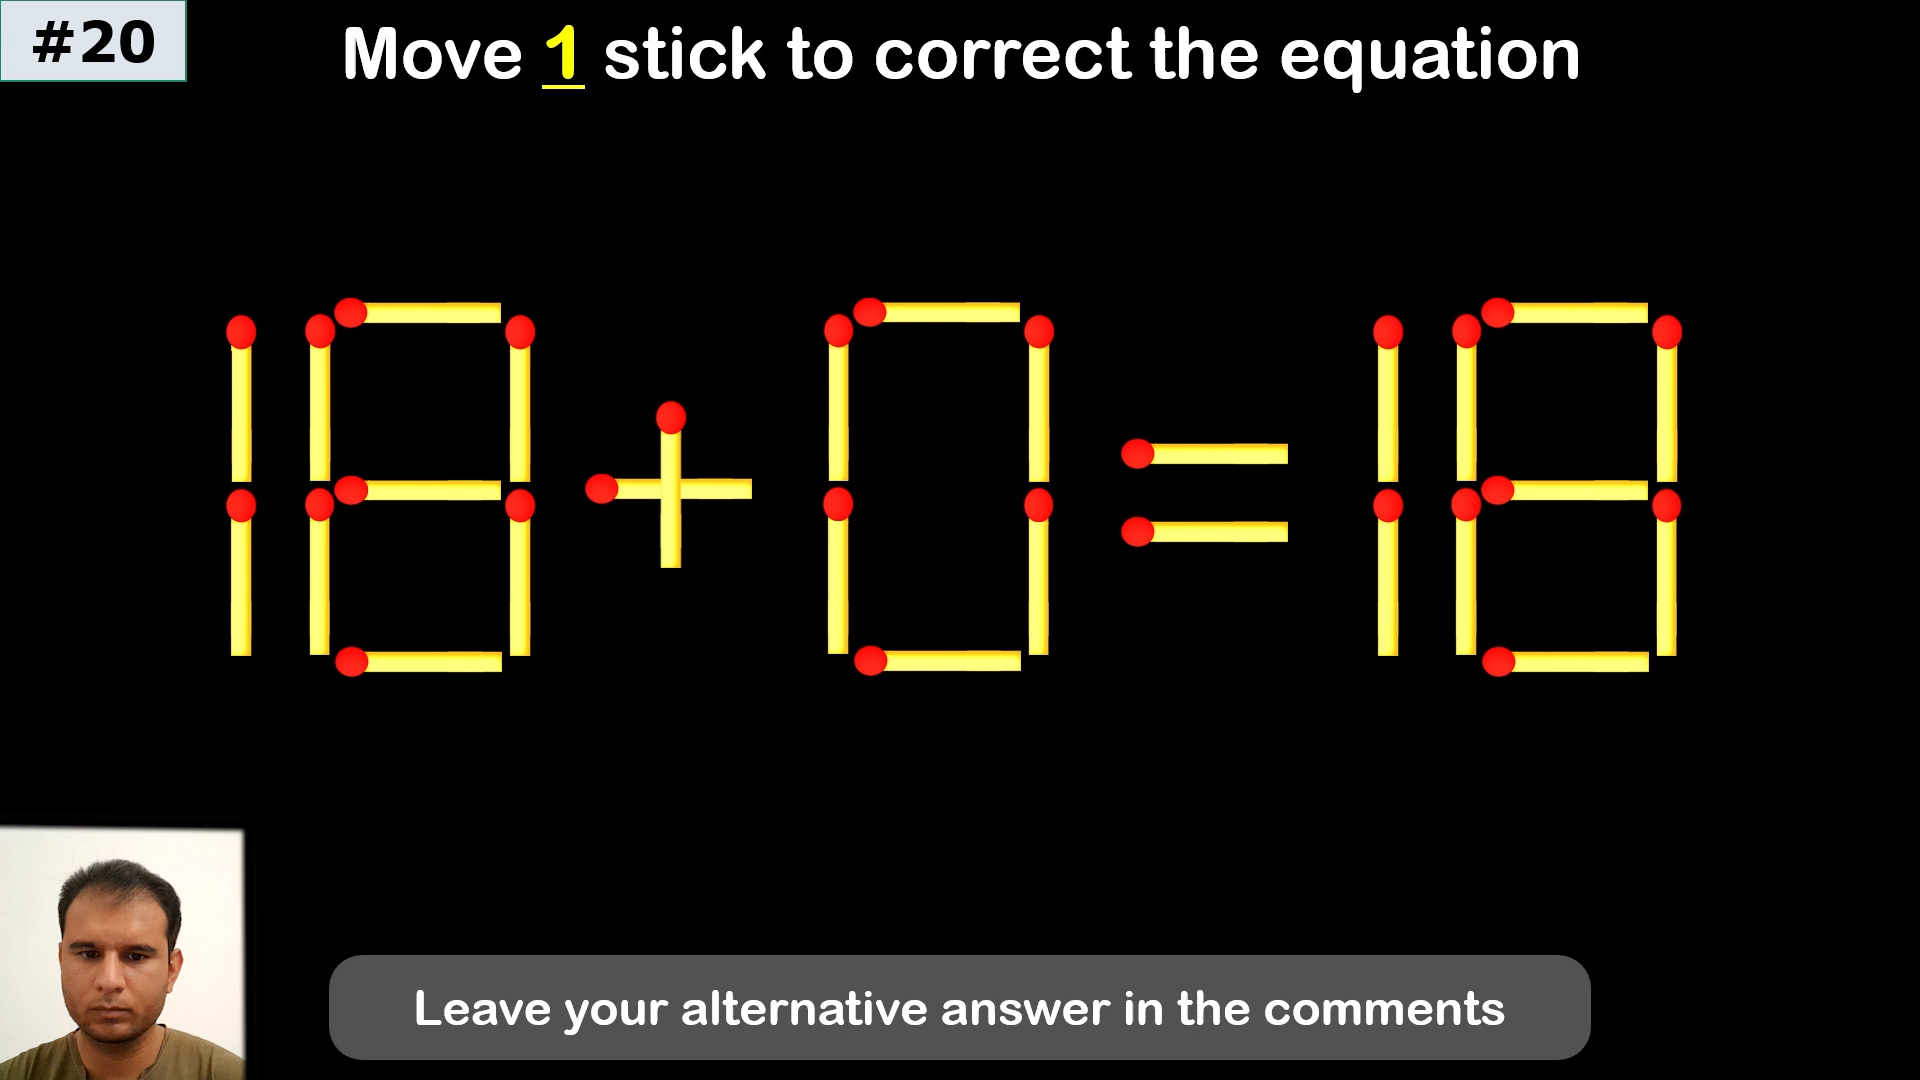 #20
Move 1 stick to correct the equation
18+0=18
Leave your alternative answer in the comments